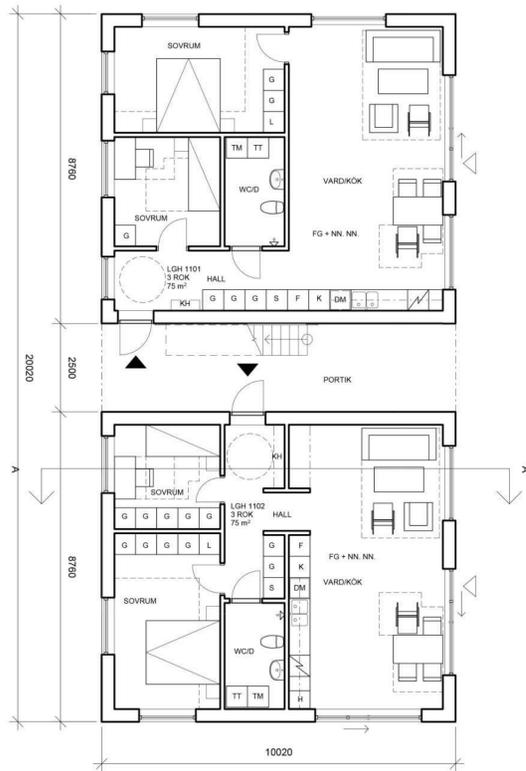 SOVRUM
G
G
L
TM TT
WC/D
VARD/KÖK
SOVRUM
G
FG + NN. NN.
LGH 1101
3 ROK
75 m²
HALL
KH
G G G S F K DM
8760
20020
2500
PORTIK
A
A
KH
SOVRUM
LGH 1102
3 ROK
75 m²
HALL
G G G G G
G G G G L
G F
G K
S DM
FG + NN. NN.
VARD/KÖK
8760
SOVRUM
WC/D
TT TM
H
10020